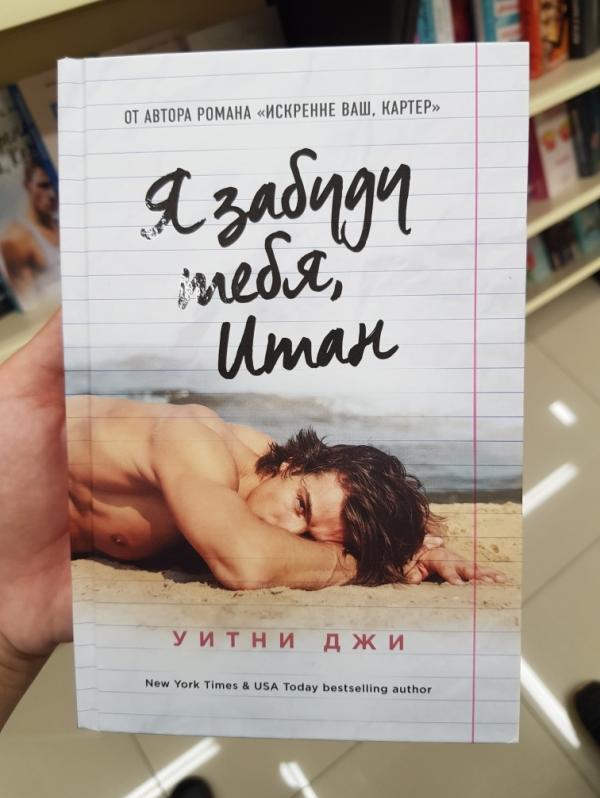 ОТ АВТОРА РОМАНА «ИСКРЕННЕ ВАШ, КАРТЕР»
Я забуду
тебя,
Итан
УИТНИ ДЖИ
New York Times & USA Today bestselling author